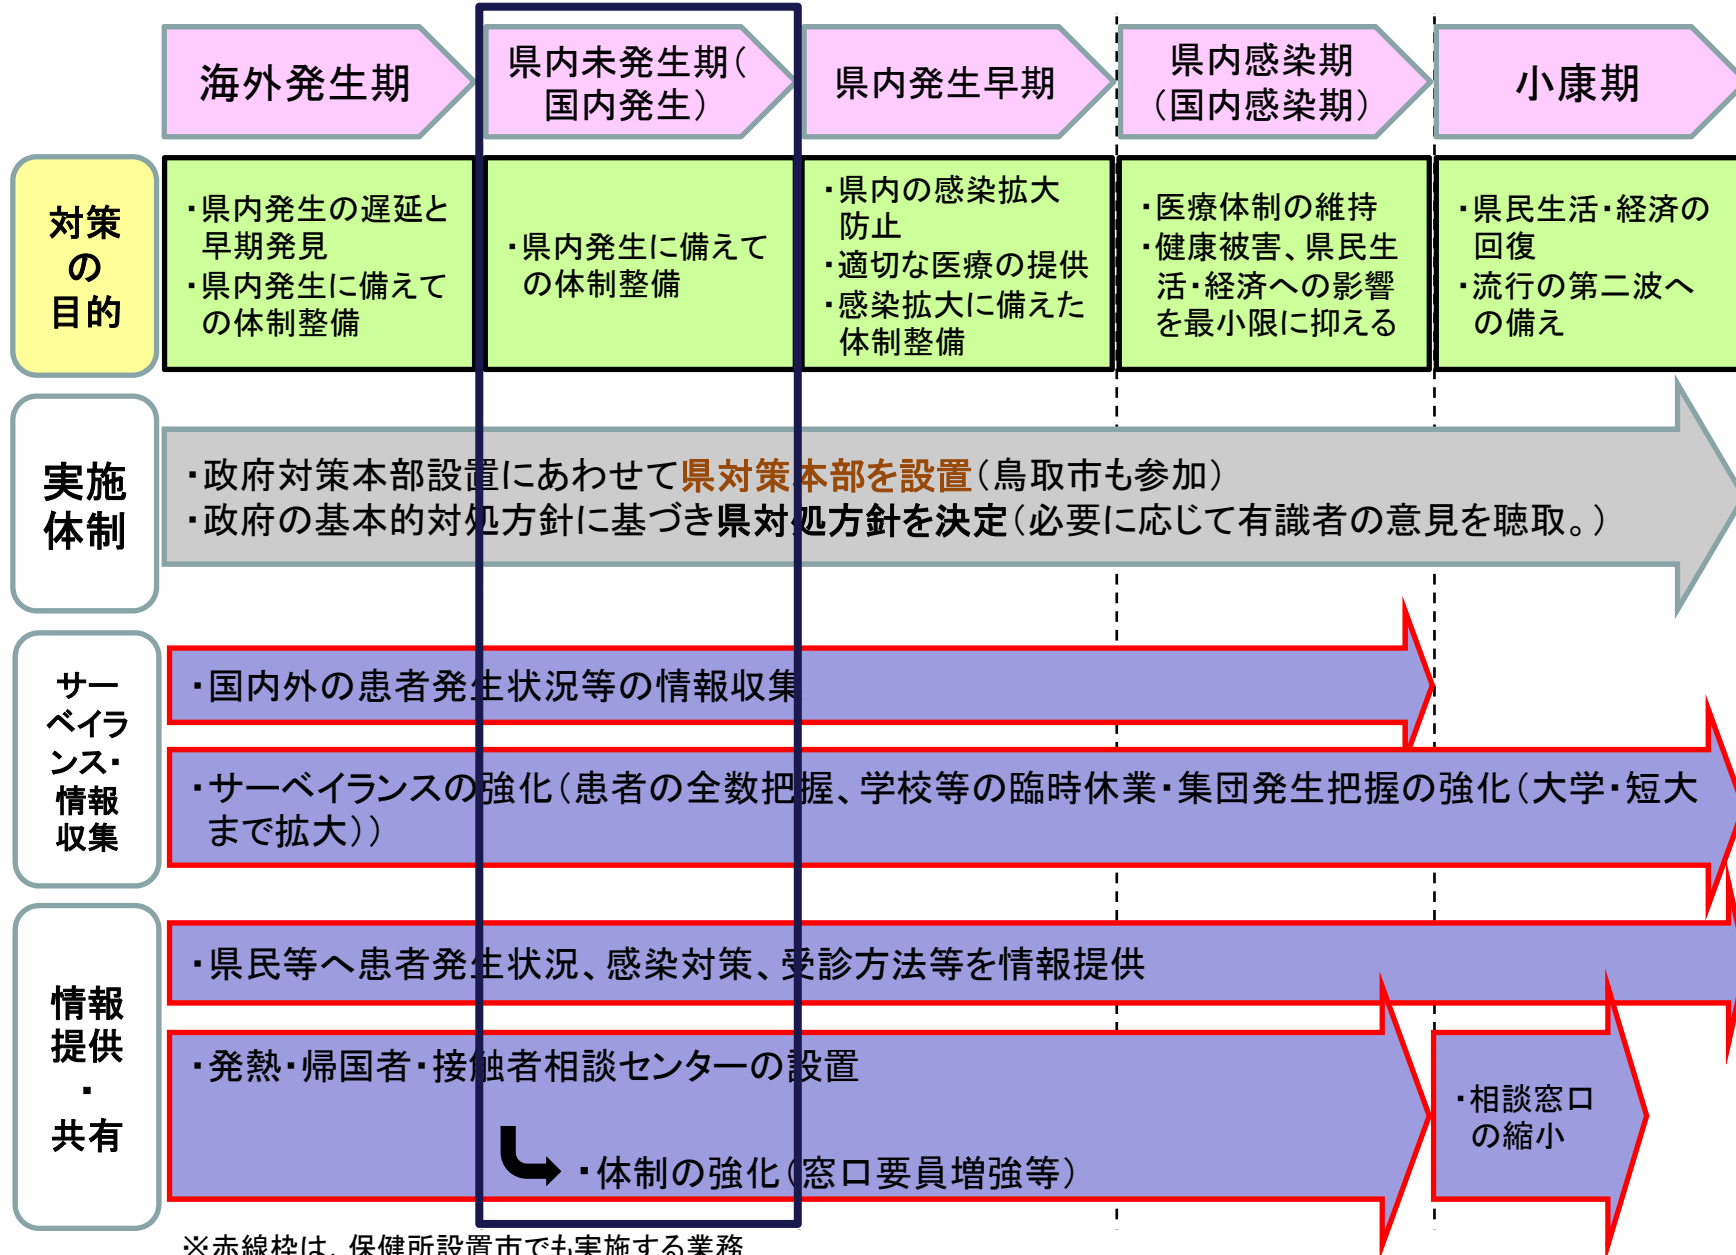 海外発生期
県内未発生期(
国内発生)
県内発生早期
県内感染期
(国内感染期)
小康期
対策
の
目的
・県内発生の遅延と
早期発見
・県内発生に備えて
の体制整備
・県内発生に備えて
の体制整備
・県内の感染拡大
防止
・適切な医療の提供
・感染拡大に備えた
体制整備
・医療体制の維持
・健康被害、県民生
活・経済への影響
を最小限に抑える
・県民生活・経済の
回復
・流行の第二波へ
の備え
実施
体制
・政府対策本部設置にあわせて県対策本部を設置(鳥取市も参加)
・政府の基本的対処方針に基づき県対処方針を決定(必要に応じて有識者の意見を聴取。)
サー
ベイラ
ンス・
情報
収集
・国内外の患者発生状況等の情報収集
・サーベイランスの強化(患者の全数把握、学校等の臨時休業・集団発生把握の強化(大学・短大
まで拡大))
情報
提供
・
共有
・県民等へ患者発生状況、感染対策、受診方法等を情報提供
・発熱・帰国者・接触者相談センターの設置
・体制の強化(窓口要員増強等)
・相談窓口
の縮小
※赤線枠は、保健所設置市でも実施する業務